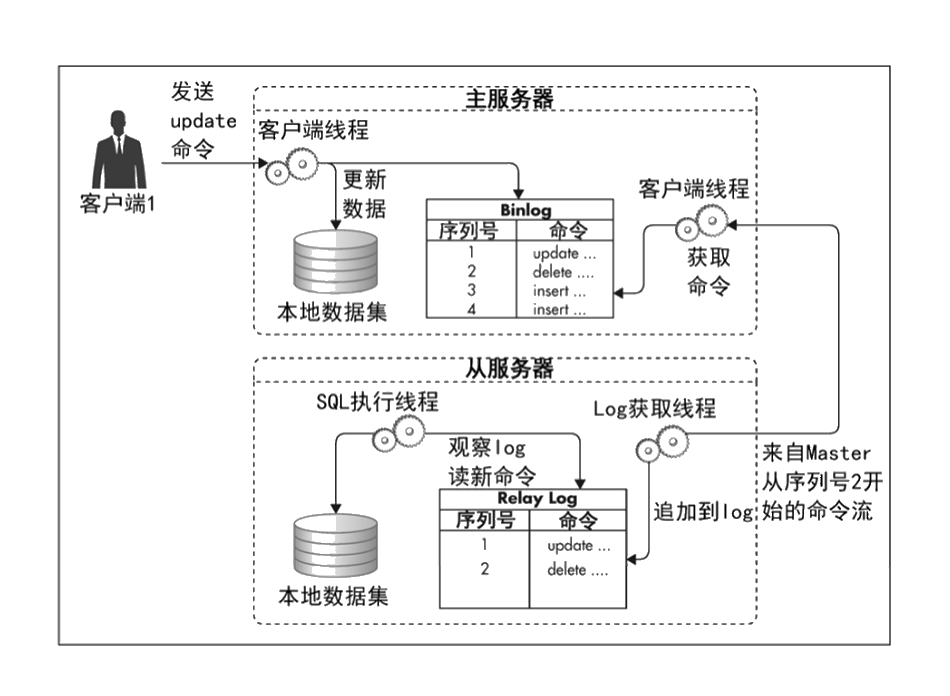 发送
update
命令
客户端1
主服务器
客户端线程
更新
数据
本地数据集
Binlog
序列号 命令
1 update ...
2 delete ....
3 insert ...
4 insert ...
客户端线程
获取
命令
从服务器
SQL执行线程
观察log
读新命令
本地数据集
Relay Log
序列号 命令
1 update ...
2 delete ....
Log获取线程
追加到log
来自Master
从序列号2开
始的命令流